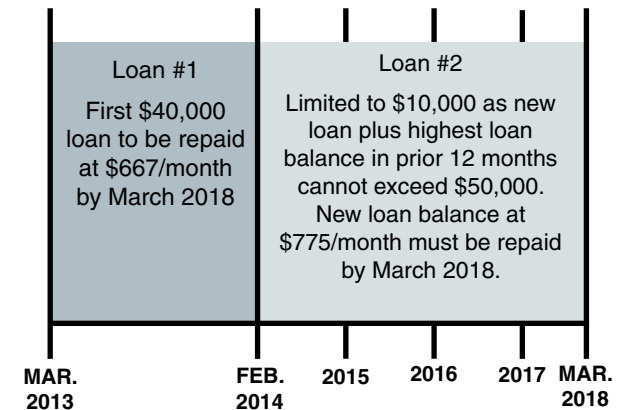 Loan #1
First $40,000
loan to be repaid
at $667/month
by March 2018
Loan #2
Limited to $10,000 as new
loan plus highest loan
balance in prior 12 months
cannot exceed $50,000.
New loan balance at
$775/month must be repaid
by March 2018.
MAR.
2013
FEB.
2014
2015
2016
2017
MAR.
2018